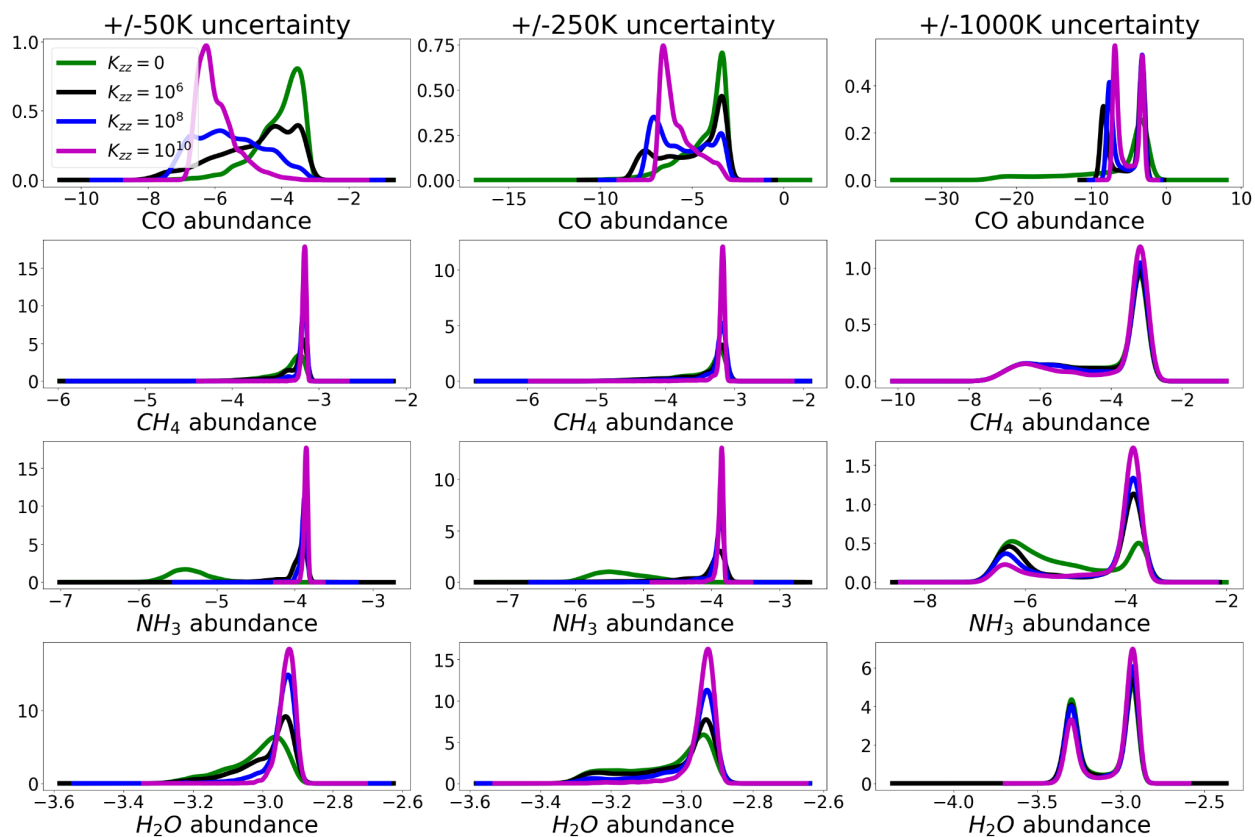 +/-50K uncertainty
+/-250K uncertainty
+/-1000K uncertainty
1.0
0.5
0.0
K_zz = 0
K_zz = 10^6
K_zz = 10^8
K_zz = 10^10
−10 −8 −6 −4 −2
CO abundance
0.75
0.50
0.25
0.00
−15 −10 −5 0
CO abundance
0.4
0.2
0.0
−30 −20 −10 0 10
CO abundance
15
10
5
0
−6 −5 −4 −3 −2
CH_4 abundance
10
5
0
−6 −5 −4 −3 −2
CH_4 abundance
1.0
0.5
0.0
−10 −8 −6 −4 −2
CH_4 abundance
15
10
5
0
−7 −6 −5 −4 −3
NH_3 abundance
10
5
0
−7 −6 −5 −4 −3
NH_3 abundance
1.5
1.0
0.5
0.0
−8 −6 −4 −2
NH_3 abundance
10
0
−3.6 −3.4 −3.2 −3.0 −2.8 −2.6
H_2O abundance
15
10
5
0
−3.6 −3.4 −3.2 −3.0 −2.8 −2.6
H_2O abundance
6
4
2
0
−4.0 −3.5 −3.0 −2.5
H_2O abundance